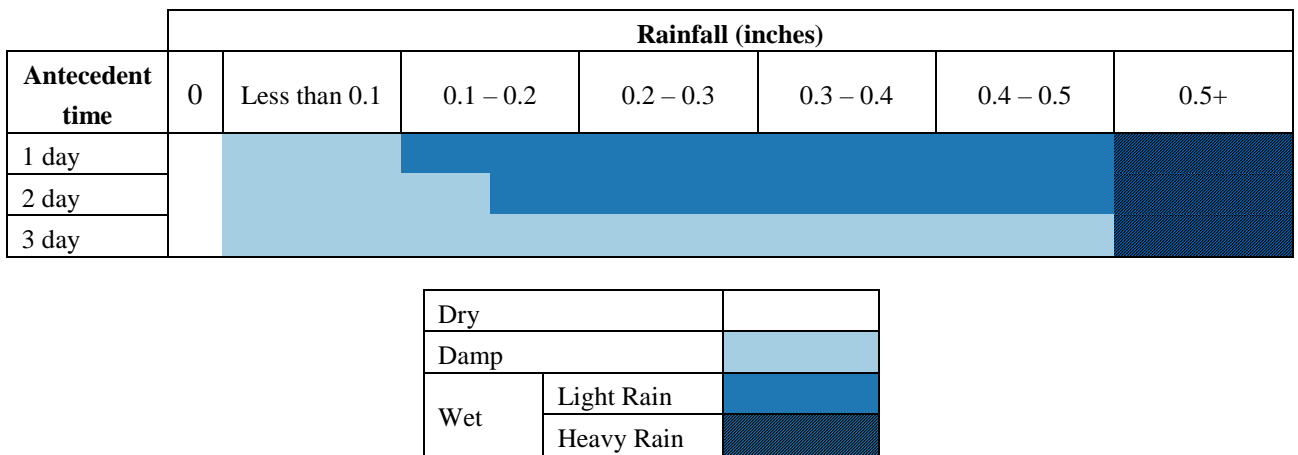 Rainfall (inches)
Antecedent time
0
Less than 0.1
0.1 – 0.2
0.2 – 0.3
0.3 – 0.4
0.4 – 0.5
0.5+
1 day
2 day
3 day
Dry
Damp
Wet
Light Rain
Heavy Rain